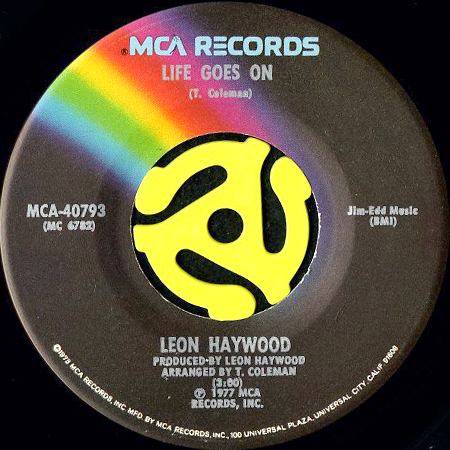 ®MCA RECORDS
LIFE GOES ON
(T. Coleman)
MCA-40793
(MC 6782)
Jim-Edd Music
(BMI)
LEON HAYWOOD
PRODUCED BY LEON HAYWOOD
ARRANGED BY T. COLEMAN
(3:00)
℗ 1977 MCA
RECORDS, INC.
©1973 MCA RECORDS, INC. MFG. BY MCA RECORDS, INC., 100 UNIVERSAL PLAZA, UNIVERSAL CITY, CALIF. 91608